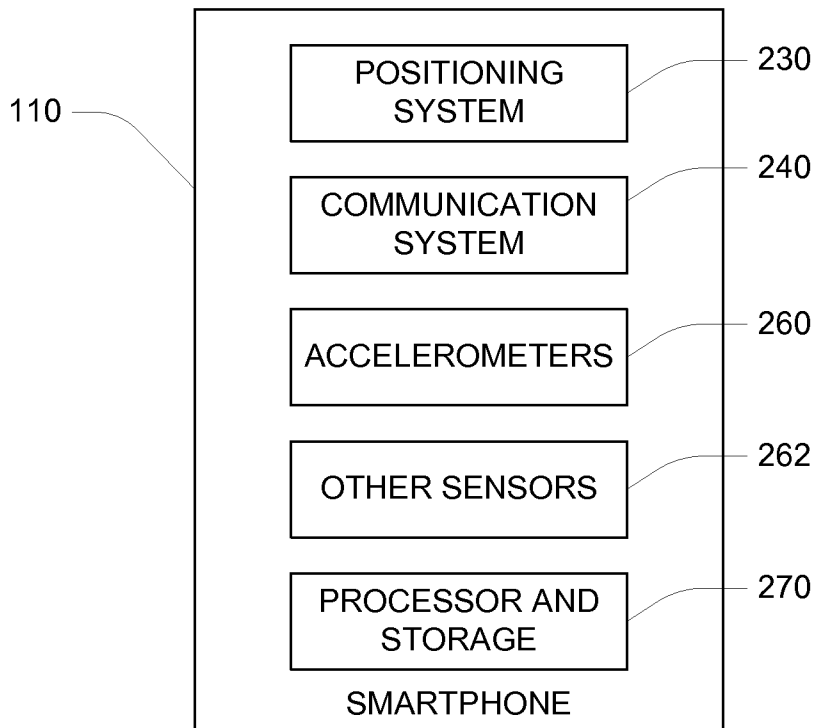 110
POSITIONING
SYSTEM
230
COMMUNICATION
SYSTEM
240
ACCELEROMETERS
260
OTHER SENSORS
262
PROCESSOR AND
STORAGE
270
SMARTPHONE